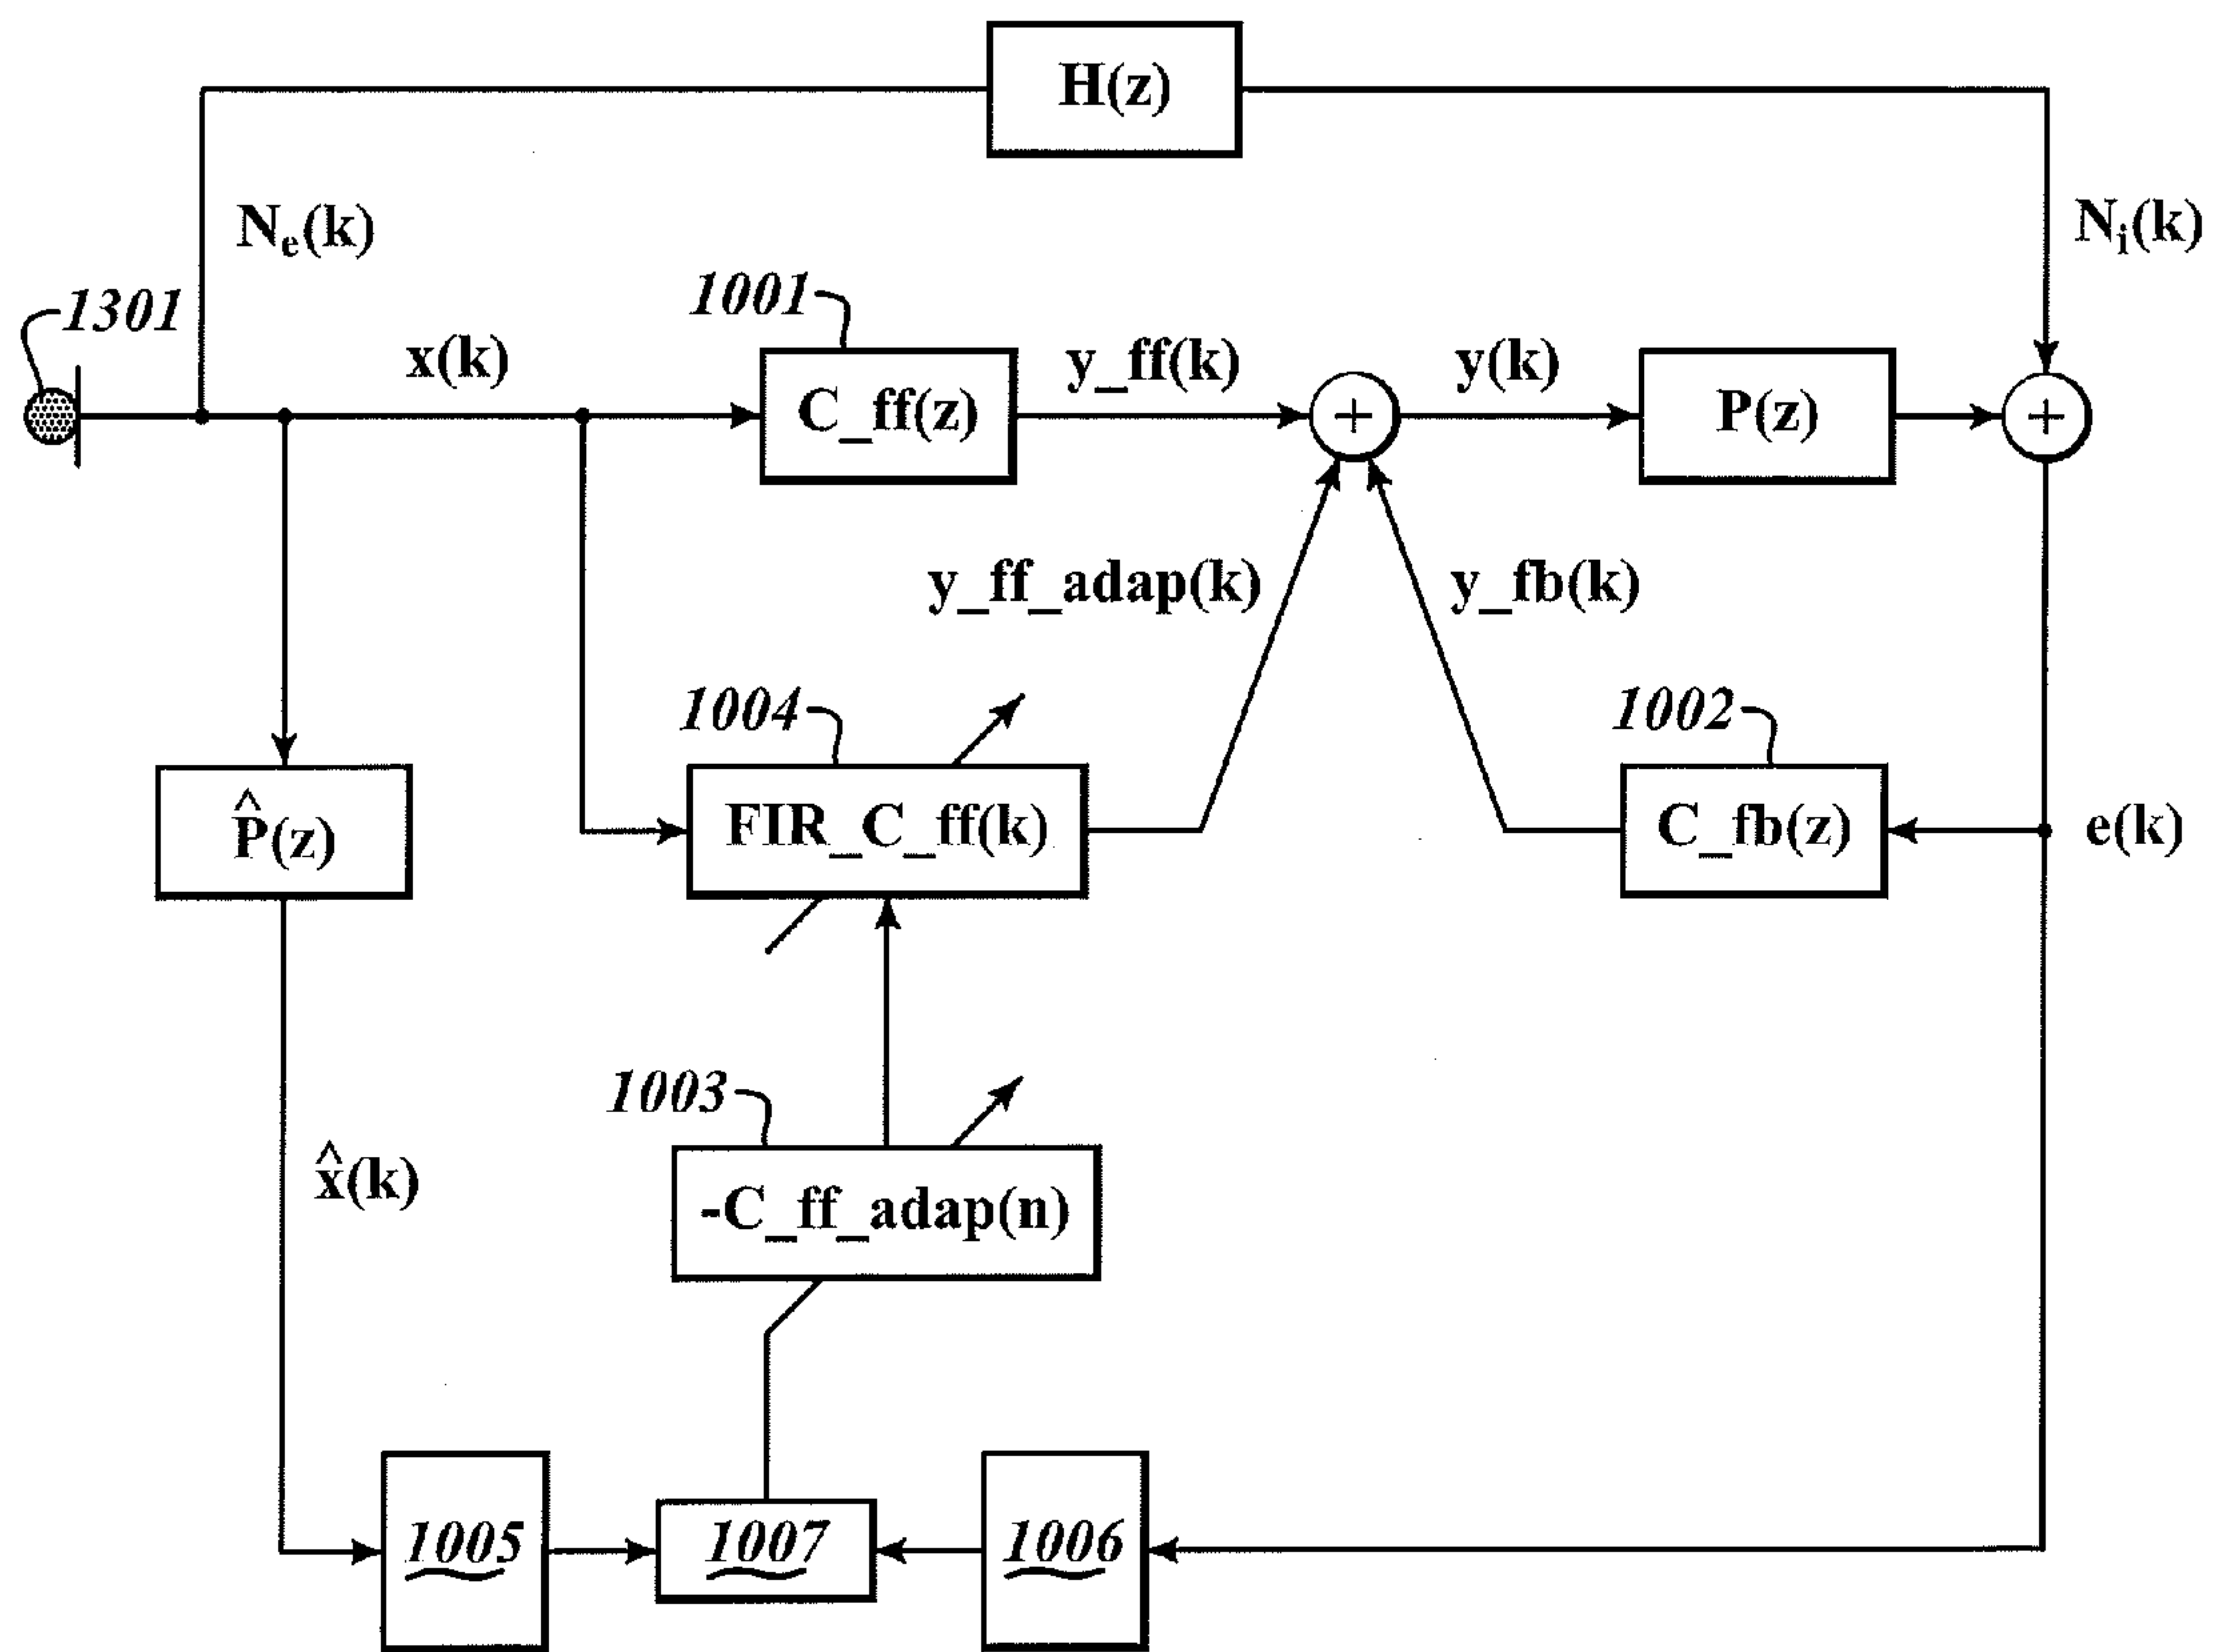 H(z)
Nₑ(k)
Nᵢ(k)
1301
1001
x(k)
y_ff(k)
y(k)
C_ff(z)
+
P(z)
+
y_ff_adap(k)
y_fb(k)
1004
1002
P̂(z)
FIR_C_ff(k)
C_fb(z)
e(k)
1003
x̂(k)
-C_ff_adap(n)
1005
1007
1006